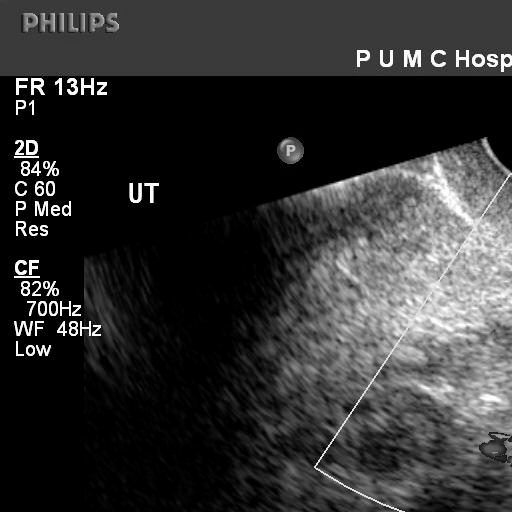 PHILIPS
P U M C Hosp
FR 13Hz
P1
2D
84%
C 60
P Med
Res
UT
P
CF
82%
700Hz
WF 48Hz
Low